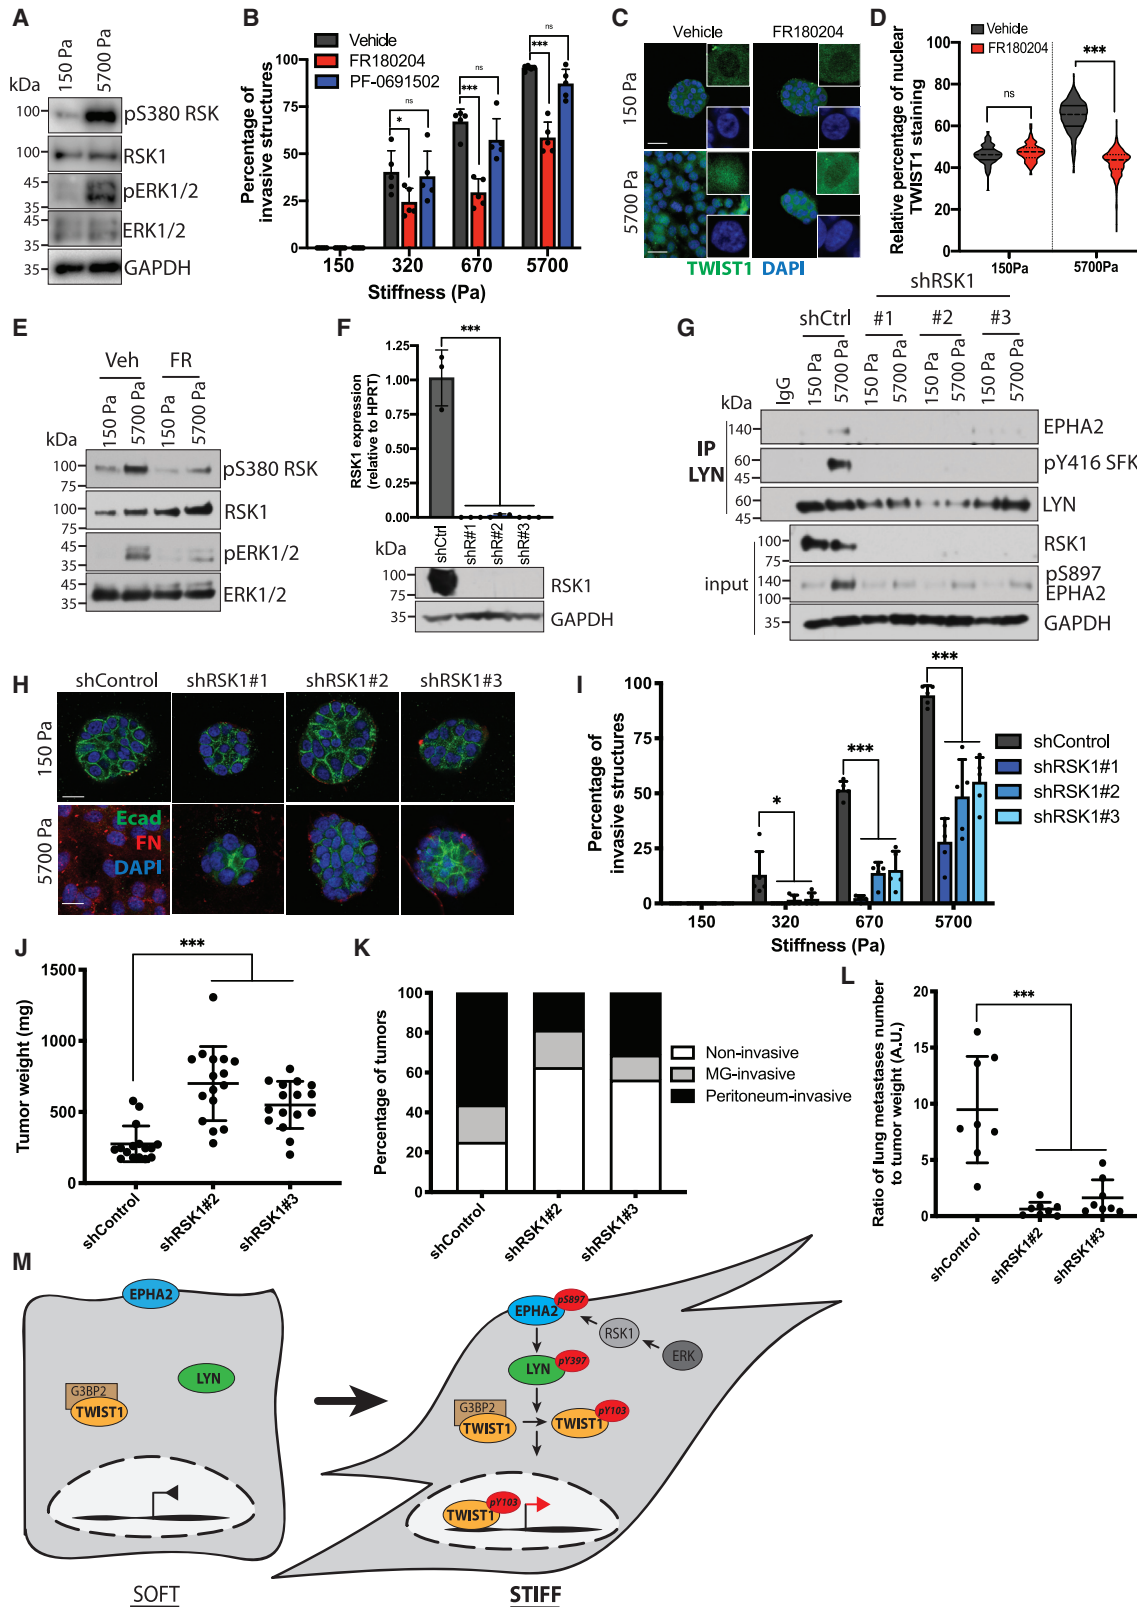 A
150 Pa
5700 Pa
kDa
100
pS380 RSK
100
RSK1
45
35
pERK1/2
45
35
ERK1/2
35
GAPDH
B
Percentage of
invasive structures
100
75
50
25
0
Vehicle
FR180204
PF-0691502
ns
*
ns
***
ns
***
150
320
670
5700
Stiffness (Pa)
C
Vehicle
FR180204
150 Pa
5700 Pa
TWIST1
DAPI
D
Vehicle
FR180204
Relative percentage of nuclear
TWIST1 staining
100
80
60
40
20
0
ns
***
150Pa
5700Pa
E
Veh
FR
150 Pa
5700 Pa
150 Pa
5700 Pa
kDa
100
75
pS380 RSK
100
75
RSK1
45
35
pERK1/2
45
35
ERK1/2
F
RSK1 expression
(relative to HPRT)
1.25
1.00
0.75
0.50
0.25
0.00
***
shCtrl
shR#1
shR#2
shR#3
100
75
RSK1
35
GAPDH
G
shRSK1
shCtrl
#1
#2
#3
IgG
150 Pa
5700 Pa
150 Pa
5700 Pa
150 Pa
5700 Pa
150 Pa
5700 Pa
kDa
IP
LYN
140
EPHA2
60
45
pY416 SFK
60
45
LYN
input
100
75
RSK1
140
100
pS897
EPHA2
35
GAPDH
H
shControl
shRSK1#1
shRSK1#2
shRSK1#3
150 Pa
5700 Pa
Ecad
FN
DAPI
I
Percentage of
invasive structures
100
75
50
25
0
*
***
***
shControl
shRSK1#1
shRSK1#2
shRSK1#3
150
320
670
5700
Stiffness (Pa)
J
Tumor weight (mg)
1500
1000
500
0
***
shControl
shRSK1#2
shRSK1#3
K
Percentage of tumors
100
80
60
40
20
0
Non-invasive
MG-invasive
Peritoneum-invasive
shControl
shRSK1#2
shRSK1#3
L
Ratio of lung metastases number
to tumor weight (A.U.)
20
15
10
5
0
***
shControl
shRSK1#2
shRSK1#3
M
EPHA2
LYN
G3BP2
TWIST1
SOFT
EPHA2
pS897
RSK1
ERK
LYN
pY397
G3BP2
TWIST1
TWIST1
pY103
TWIST1
pY103
STIFF